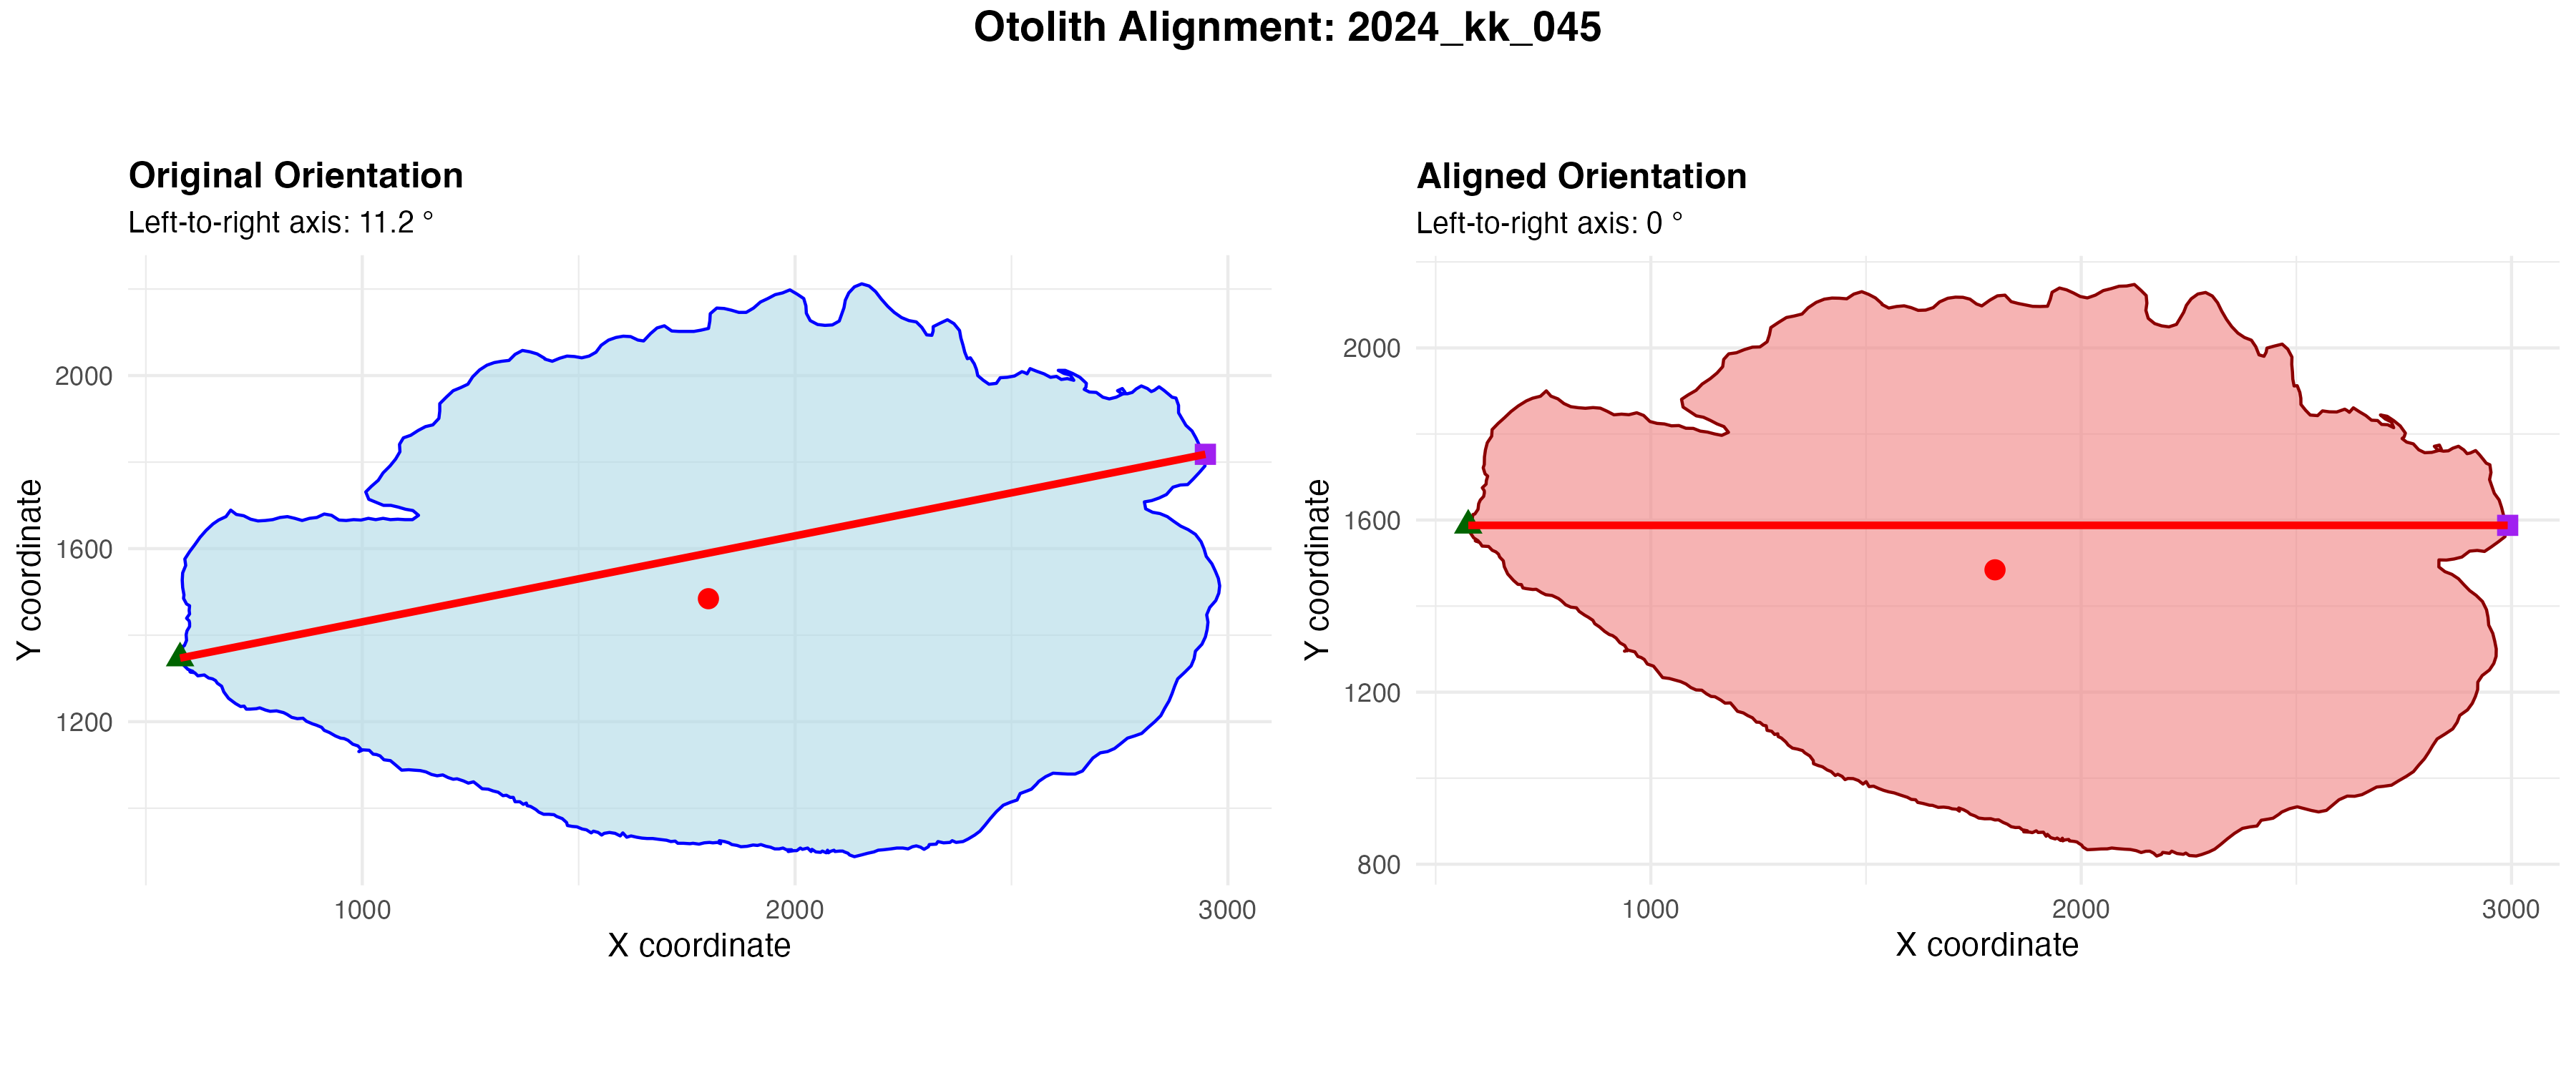 Otolith Alignment: 2024_kk_045
Original Orientation
Left-to-right axis: 11.2 °
2000
1600
1200
Y coordinate
1000
2000
3000
X coordinate
Aligned Orientation
Left-to-right axis: 0 °
2000
1600
1200
800
Y coordinate
1000
2000
3000
X coordinate